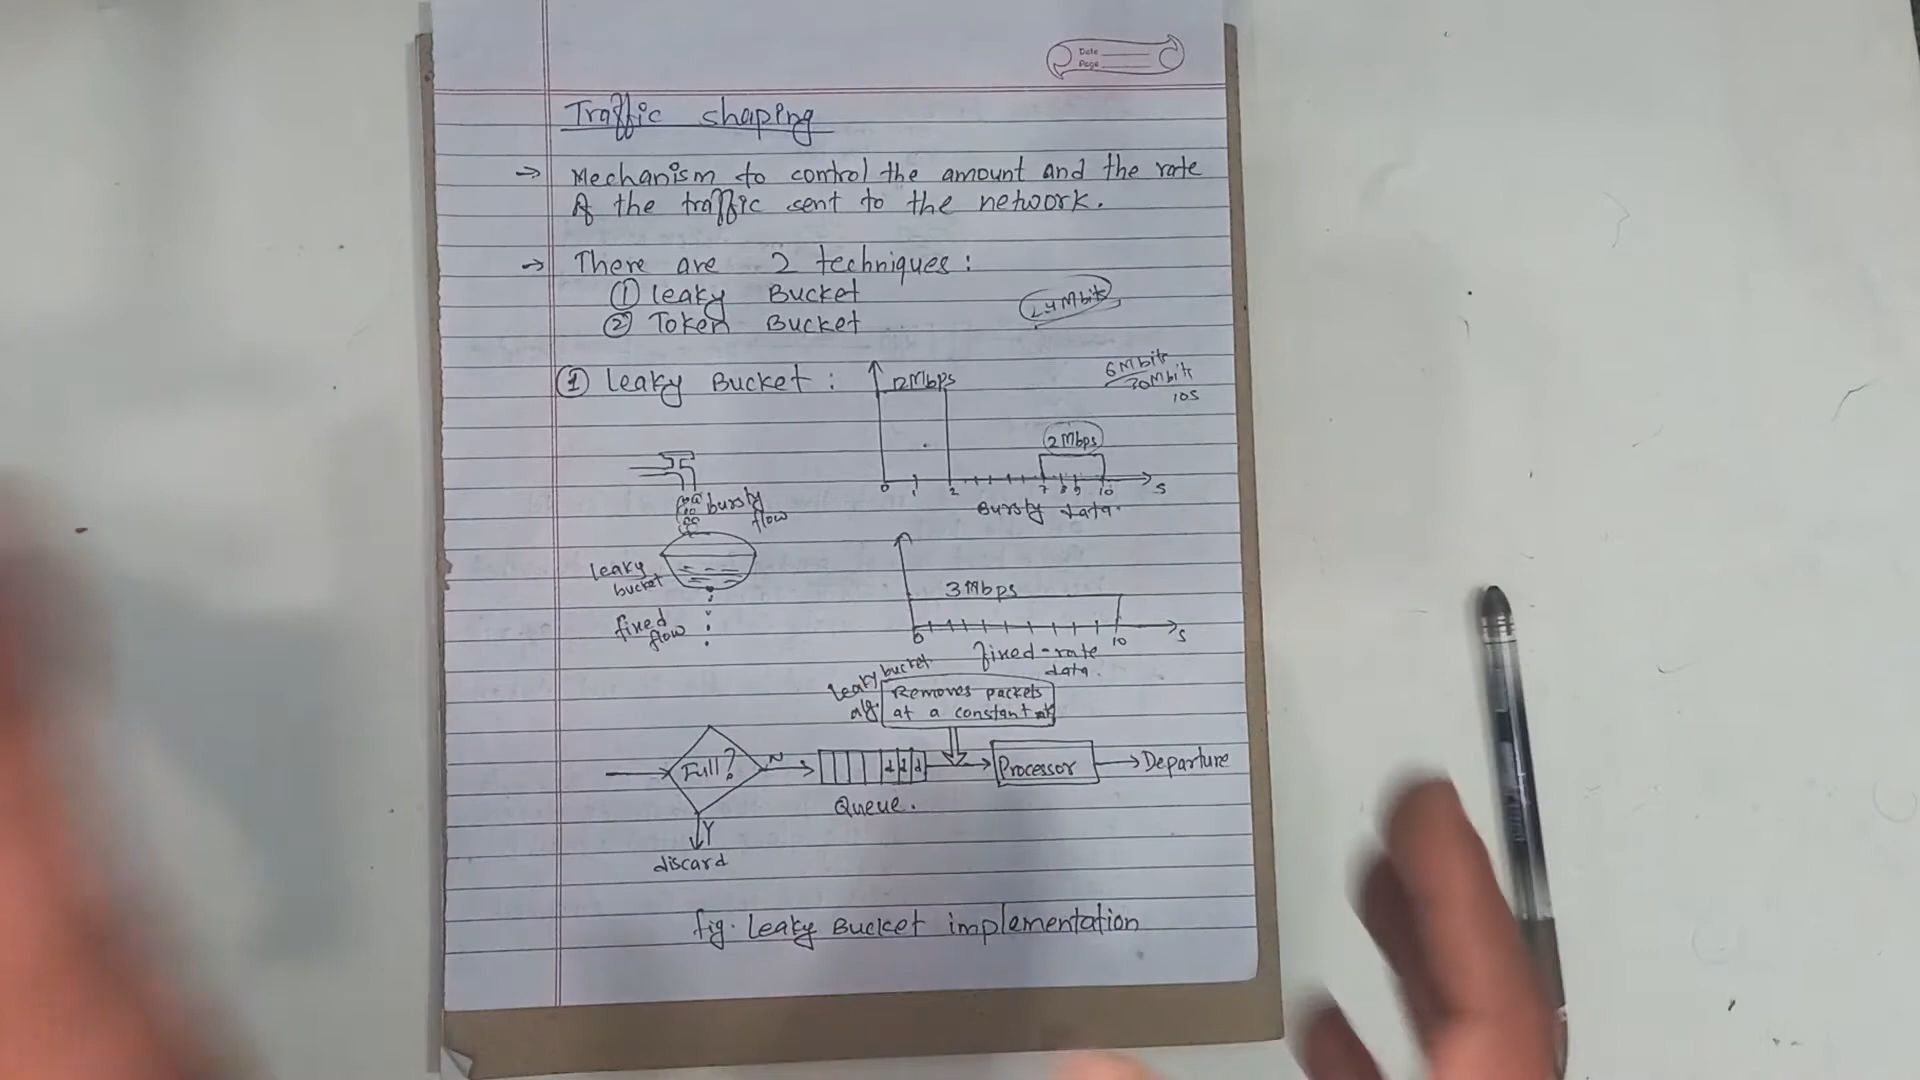 Date
Page
Traffic shaping
→ Mechanism to control the amount and the rate
of the traffic sent to the network.
→ There are 2 techniques:
① Leaky Bucket
② Token Bucket
24Mbits
① Leaky Bucket:
12Mbps
6Mbits
30Mbits
10s
2Mbps
0 1 2 7 8 9 10 s
Bursty data.
bursty
flow
leaky
bucket
fixed
flow
3Mbps
0 10 s
fixed-rate
data.
leaky bucket
alg.
Removes packets
at a constant
Full?
N
Processor
→ Departure
Queue.
Y
discard
fig. Leaky Bucket implementation